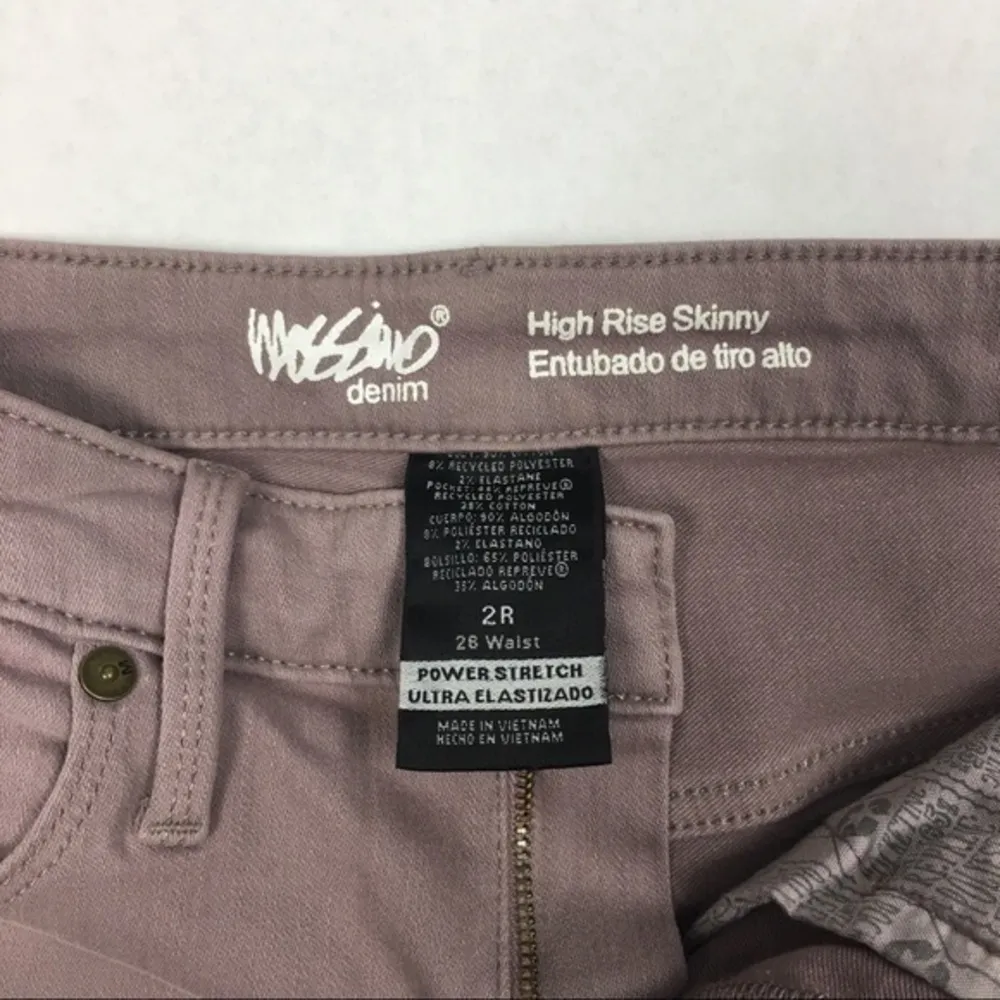 mossimo®
denim
High Rise Skinny
Entubado de tiro alto
8% RECYCLED POLYESTER
2% ELASTANE
POCKET: 65% REPREVE®
RECYCLED POLYESTER
35% COTTON
CUERPO: 90% ALGODÓN
8% POLIÉSTER RECICLADO
2% ELASTANO
BOLSILLO: 65% POLIÉSTER
RECICLADO REPREVE®
35% ALGODÓN
2R
26 Waist
POWER STRETCH
ULTRA ELASTIZADO
MADE IN VIETNAM
HECHO EN VIETNAM
M